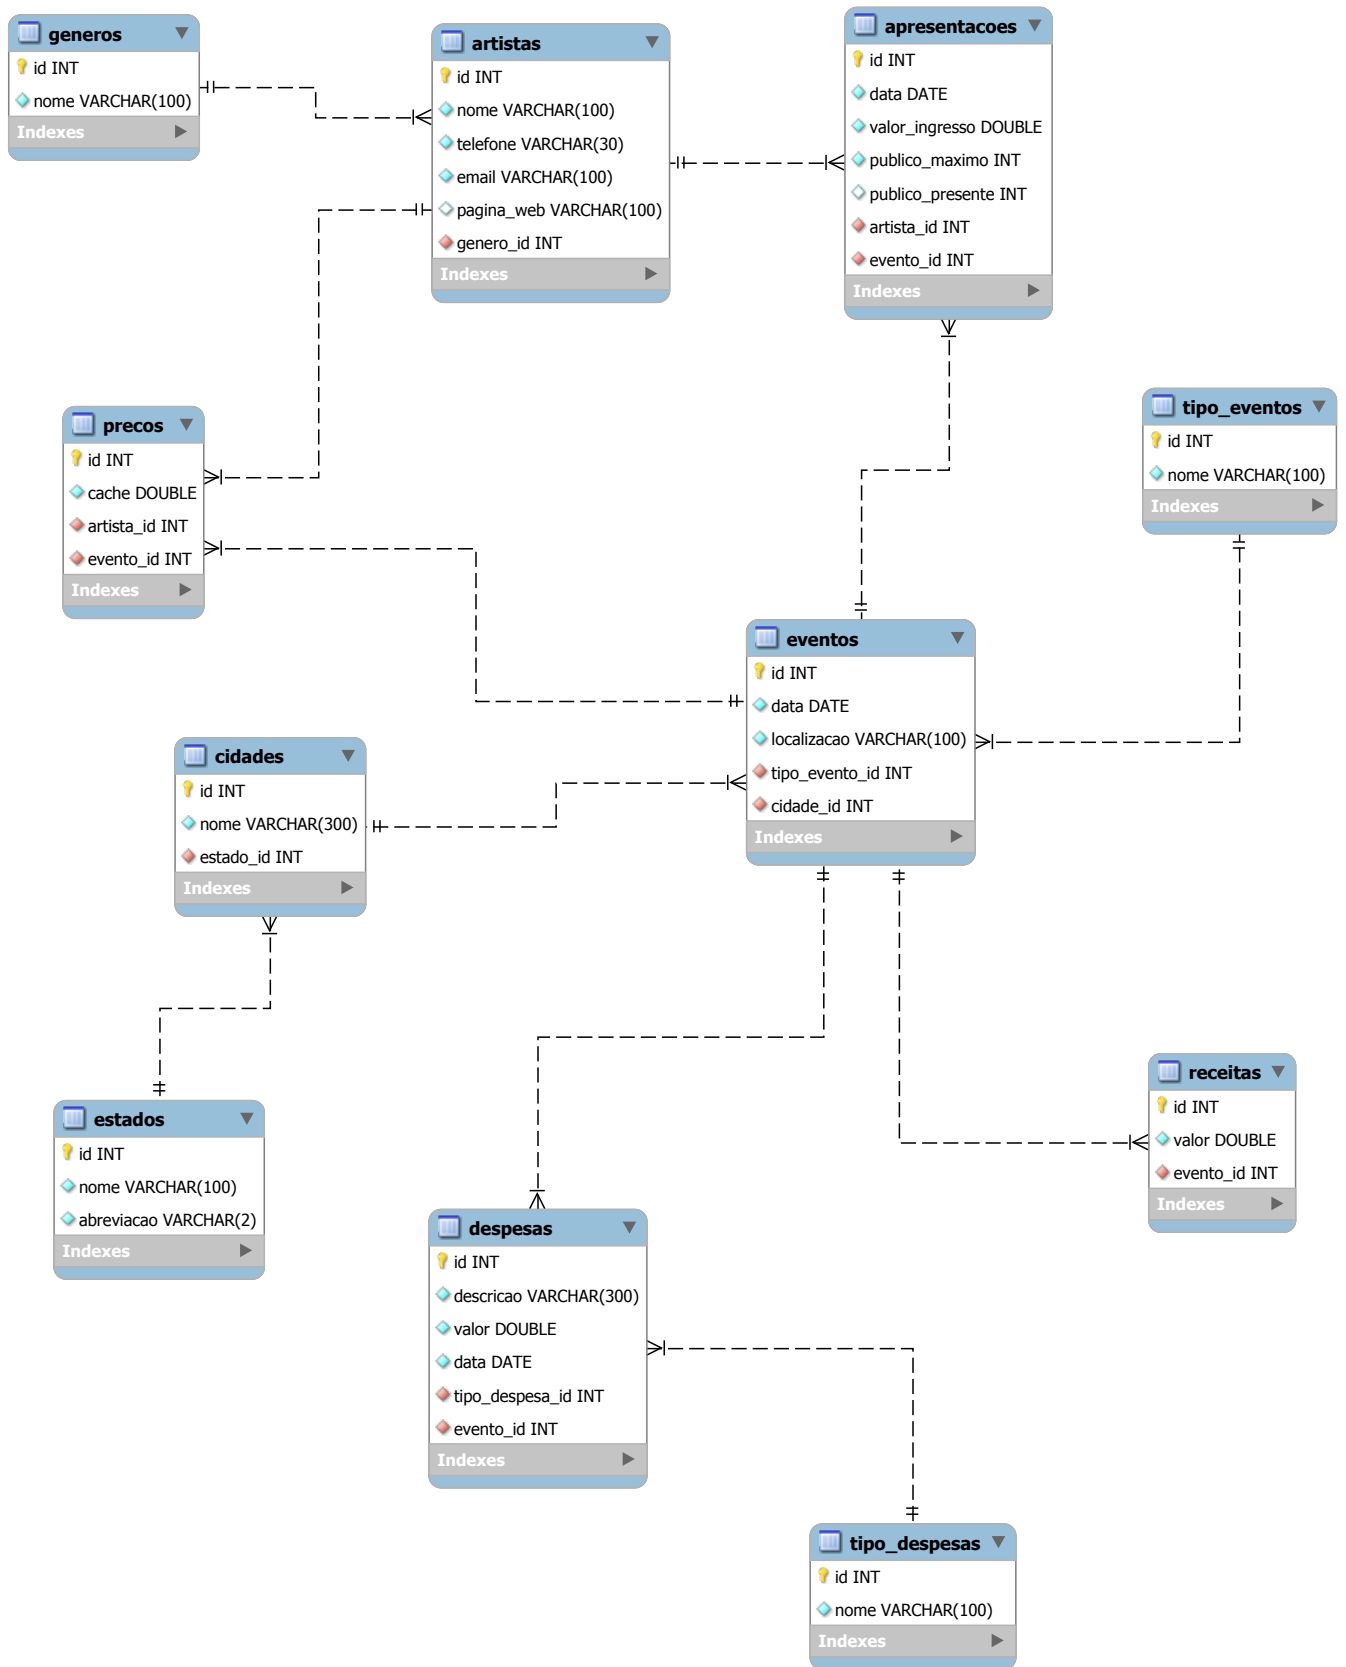 generos
id INT
nome VARCHAR(100)
Indexes
artistas
id INT
nome VARCHAR(100)
telefone VARCHAR(30)
email VARCHAR(100)
pagina_web VARCHAR(100)
genero_id INT
Indexes
apresentacoes
id INT
data DATE
valor_ingresso DOUBLE
publico_maximo INT
publico_presente INT
artista_id INT
evento_id INT
Indexes
precos
id INT
cache DOUBLE
artista_id INT
evento_id INT
Indexes
tipo_eventos
id INT
nome VARCHAR(100)
Indexes
eventos
id INT
data DATE
localizacao VARCHAR(100)
tipo_evento_id INT
cidade_id INT
Indexes
cidades
id INT
nome VARCHAR(300)
estado_id INT
Indexes
estados
id INT
nome VARCHAR(100)
abreviacao VARCHAR(2)
Indexes
receitas
id INT
valor DOUBLE
evento_id INT
Indexes
despesas
id INT
descricao VARCHAR(300)
valor DOUBLE
data DATE
tipo_despesa_id INT
evento_id INT
Indexes
tipo_despesas
id INT
nome VARCHAR(100)
Indexes